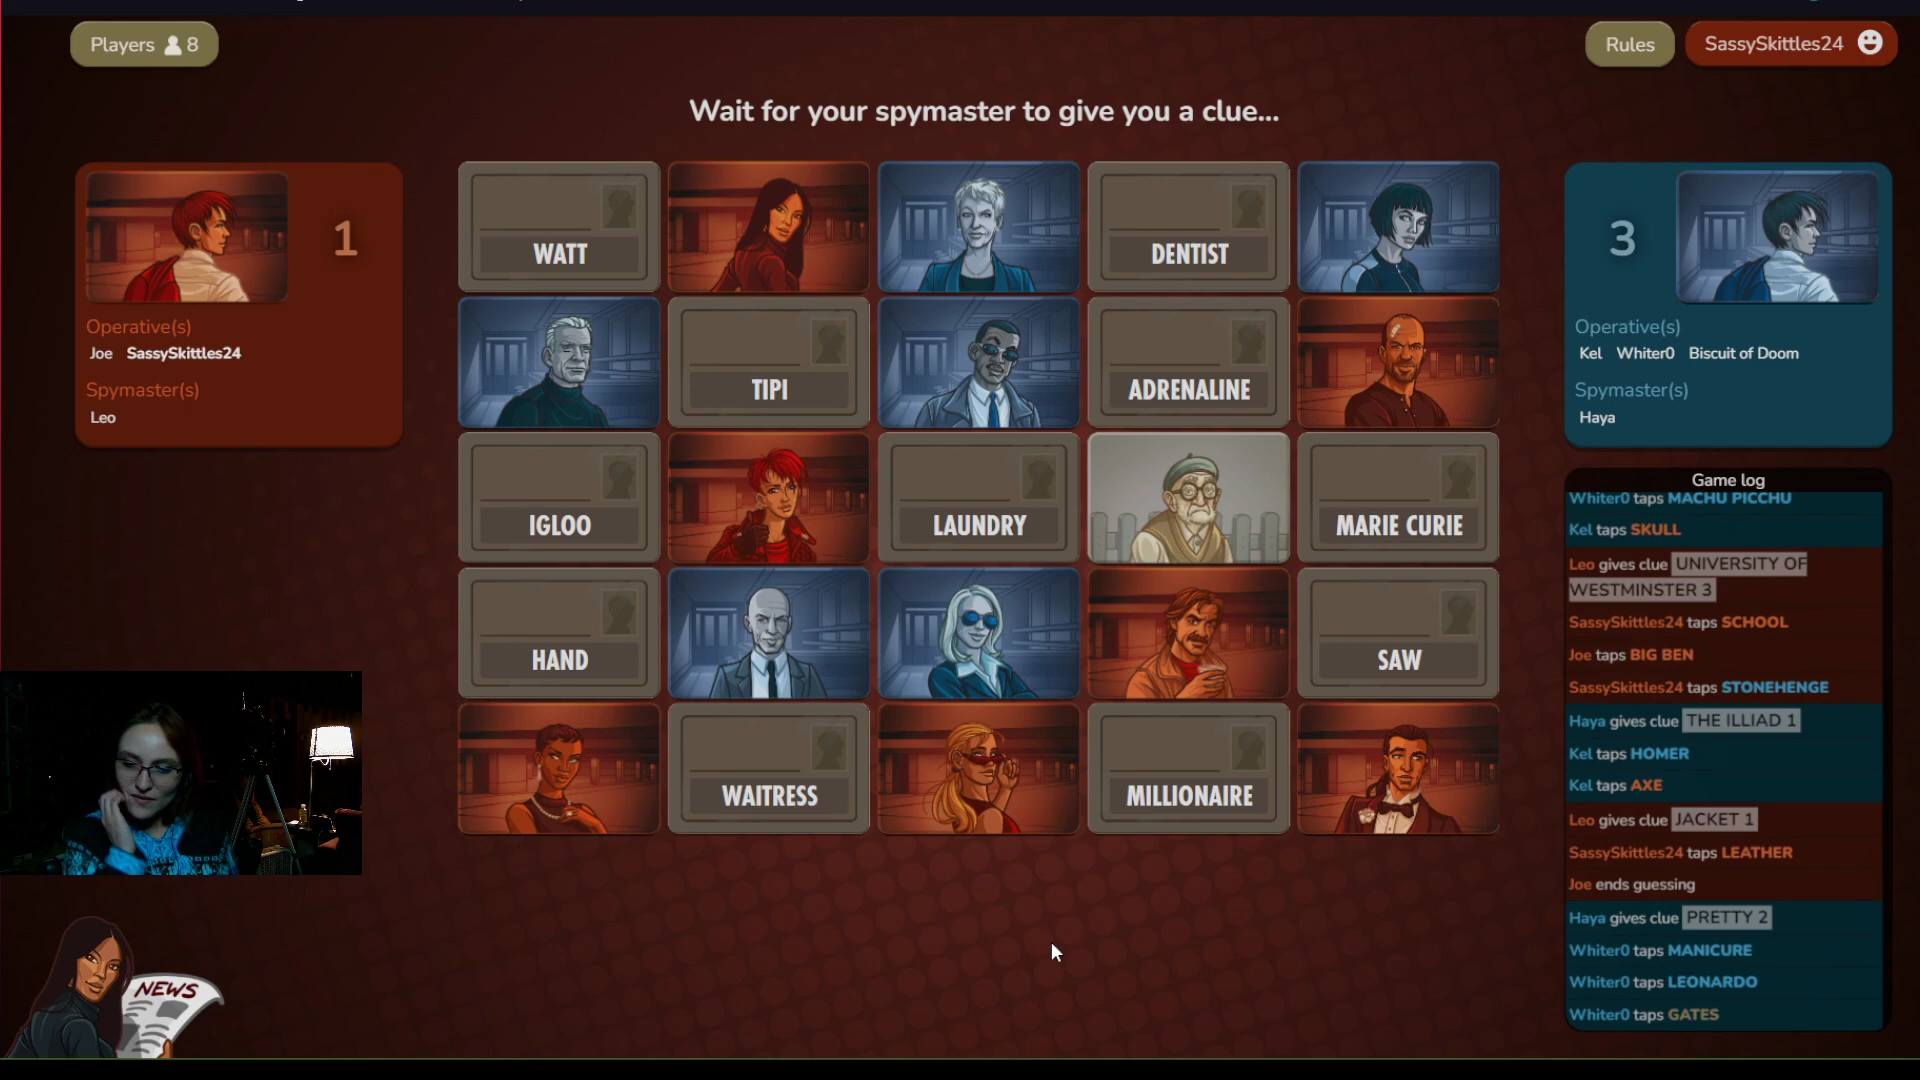 Players 8
Rules
SassySkittles24
Wait for your spymaster to give you a clue...
1
Operative(s)
Joe SassySkittles24
Spymaster(s)
Leo
WATT
DENTIST
TIPI
ADRENALINE
IGLOO
LAUNDRY
MARIE CURIE
HAND
SAW
WAITRESS
MILLIONAIRE
3
Operative(s)
Kel Whiter0 Biscuit of Doom
Spymaster(s)
Haya
Game log
Whiter0 taps MACHU PICCHU
Kel taps SKULL
Leo gives clue UNIVERSITY OF
WESTMINSTER 3
SassySkittles24 taps SCHOOL
Joe taps BIG BEN
SassySkittles24 taps STONEHENGE
Haya gives clue THE ILLIAD 1
Kel taps HOMER
Kel taps AXE
Leo gives clue JACKET 1
SassySkittles24 taps LEATHER
Joe ends guessing
Haya gives clue PRETTY 2
Whiter0 taps MANICURE
Whiter0 taps LEONARDO
Whiter0 taps GATES
NEWS